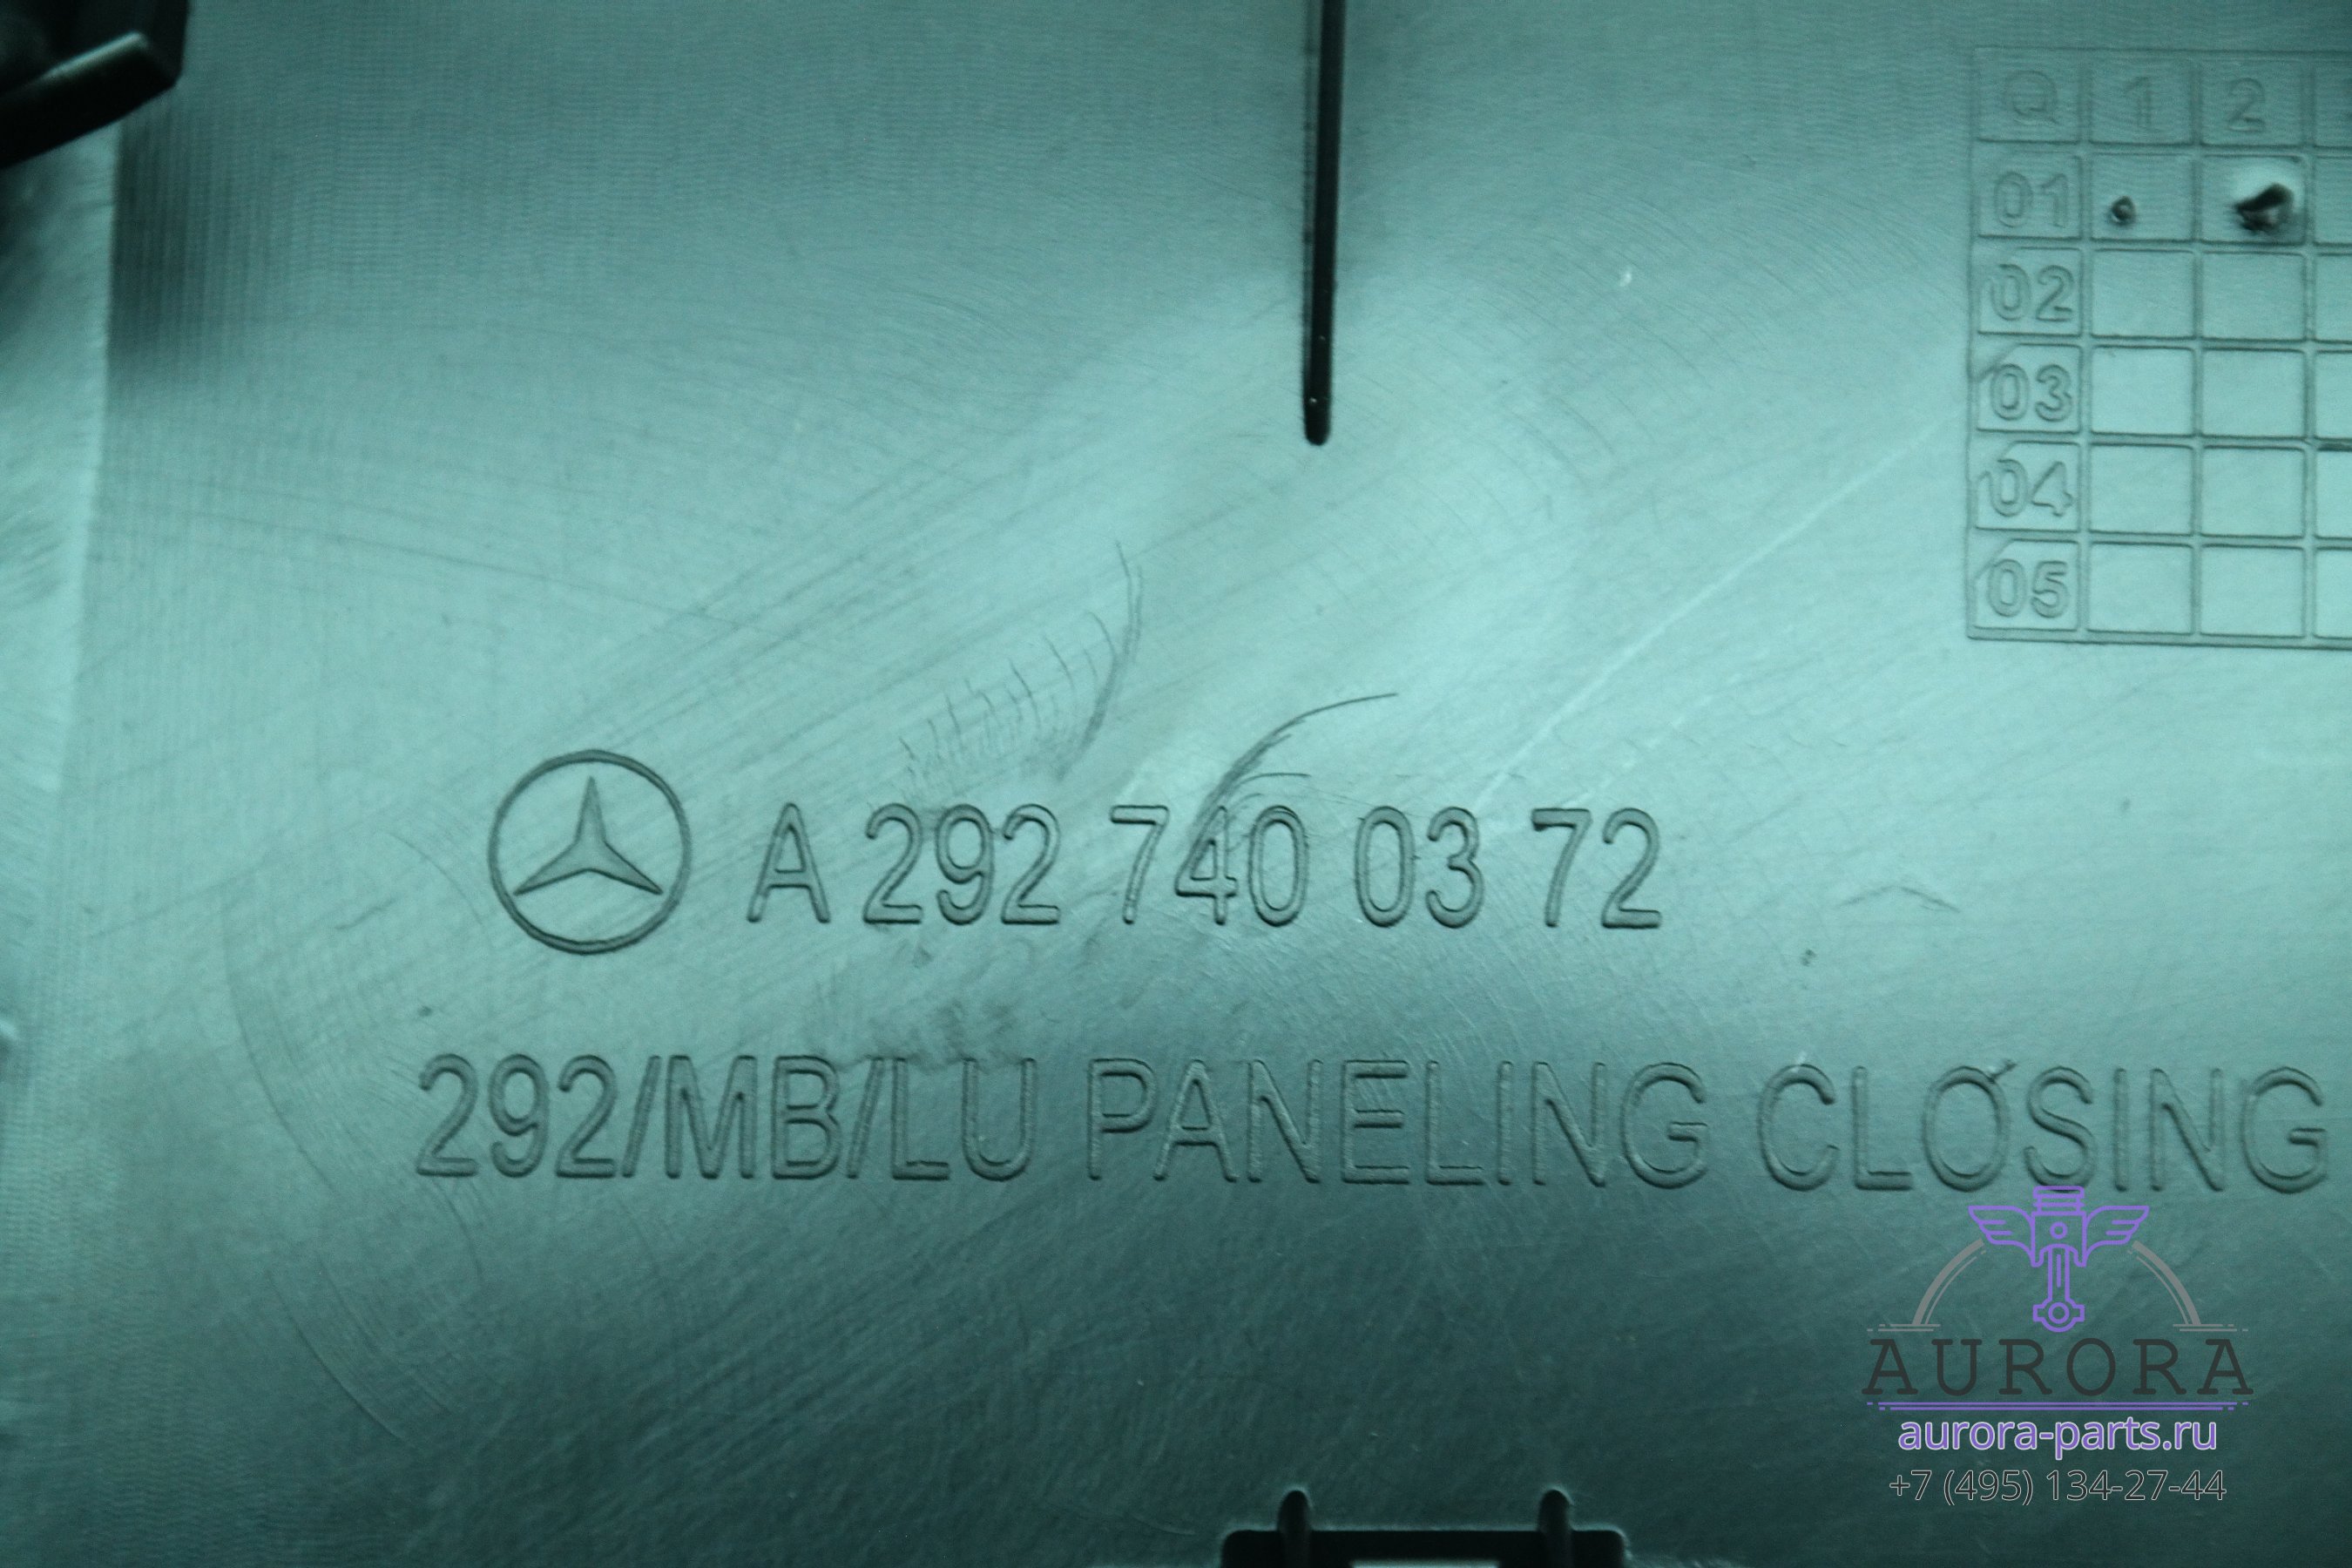 Q 1 2
01
02
03
04
05
A 292 740 03 72
292/MB/LU PANELING CLOSING
AURORA
aurora-parts.ru
+7 (495) 134-27-44